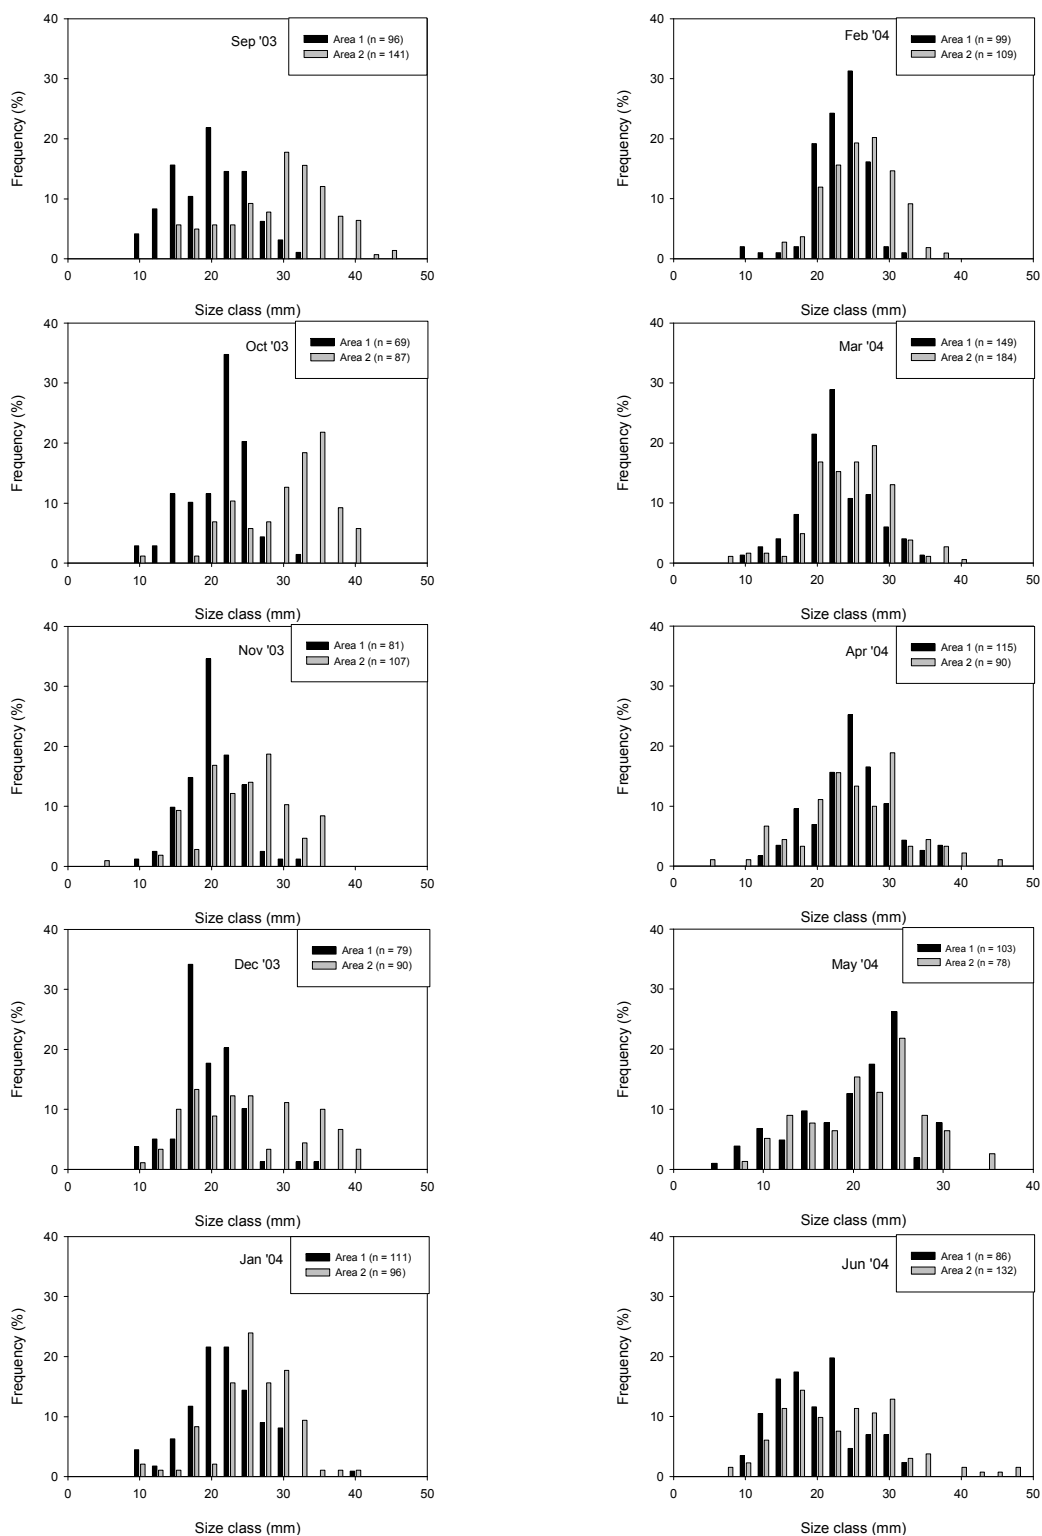 40
Sep '03
Area 1 (n = 96)
Area 2 (n = 141)
30
20
10
0
Frequency (%)
0 10 20 30 40 50
Size class (mm)
40
Oct '03
Area 1 (n = 69)
Area 2 (n = 87)
30
20
10
0
Frequency (%)
0 10 20 30 40 50
Size class (mm)
40
Nov '03
Area 1 (n = 81)
Area 2 (n = 107)
30
20
10
0
Frequency (%)
0 10 20 30 40 50
Size class (mm)
40
Dec '03
Area 1 (n = 79)
Area 2 (n = 90)
30
20
10
0
Frequency (%)
0 10 20 30 40 50
Size class (mm)
40
Jan '04
Area 1 (n = 111)
Area 2 (n = 96)
30
20
10
0
Frequency (%)
0 10 20 30 40 50
Size class (mm)
40
Feb '04
Area 1 (n = 99)
Area 2 (n = 109)
30
20
10
0
Frequency (%)
0 10 20 30 40 50
Size class (mm)
40
Mar '04
Area 1 (n = 149)
Area 2 (n = 184)
30
20
10
0
Frequency (%)
0 10 20 30 40 50
Size class (mm)
40
Apr '04
Area 1 (n = 115)
Area 2 (n = 90)
30
20
10
0
Frequency (%)
0 10 20 30 40 50
Size class (mm)
40
May '04
Area 1 (n = 103)
Area 2 (n = 78)
30
20
10
0
Frequency (%)
0 10 20 30 40
Size class (mm)
40
Jun '04
Area 1 (n = 86)
Area 2 (n = 132)
30
20
10
0
Frequency (%)
0 10 20 30 40 50
Size class (mm)